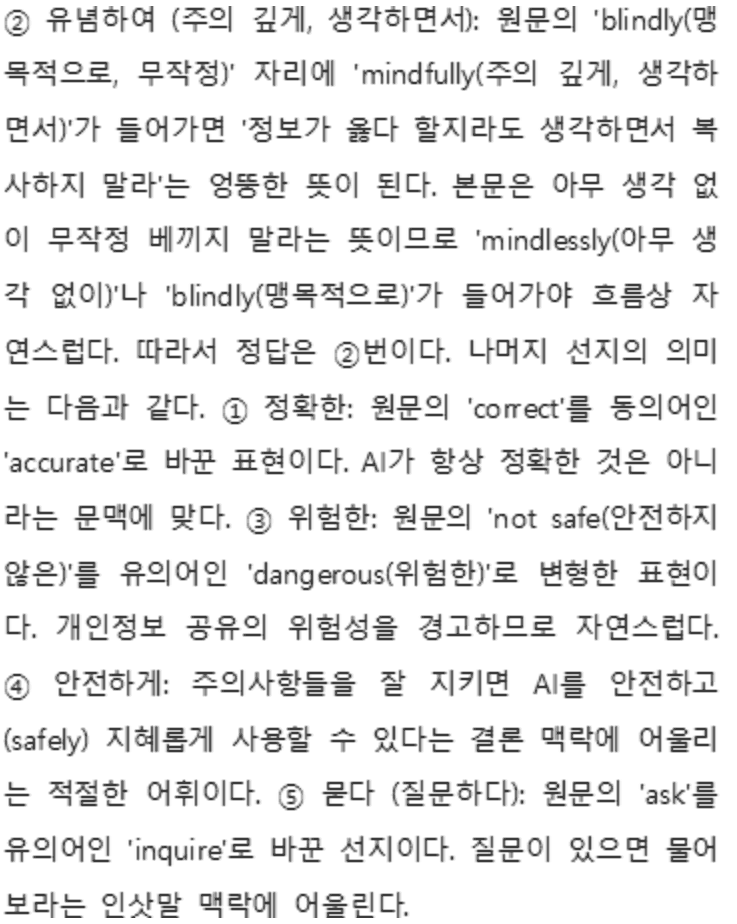 ② 유념하여 (주의 깊게, 생각하면서): 원문의 'blindly(맹
목적으로, 무작정)' 자리에 'mindfully(주의 깊게, 생각하
면서)'가 들어가면 '정보가 옳다 할지라도 생각하면서 복
사하지 말라'는 엉뚱한 뜻이 된다. 본문은 아무 생각 없
이 무작정 베끼지 말라는 뜻이므로 'mindlessly(아무 생
각 없이)'나 'blindly(맹목적으로)'가 들어가야 흐름상 자
연스럽다. 따라서 정답은 ②번이다. 나머지 선지의 의미
는 다음과 같다. ① 정확한: 원문의 'correct'를 동의어인
'accurate'로 바꾼 표현이다. AI가 항상 정확한 것은 아니
라는 문맥에 맞다. ③ 위험한: 원문의 'not safe(안전하지
않은)'를 유의어인 'dangerous(위험한)'로 변형한 표현이
다. 개인정보 공유의 위험성을 경고하므로 자연스럽다.
④ 안전하게: 주의사항들을 잘 지키면 AI를 안전하고
(safely) 지혜롭게 사용할 수 있다는 결론 맥락에 어울리
는 적절한 어휘이다. ⑤ 묻다 (질문하다): 원문의 'ask'를
유의어인 'inquire'로 바꾼 선지이다. 질문이 있으면 물어
보라는 인삿말 맥락에 어울린다.